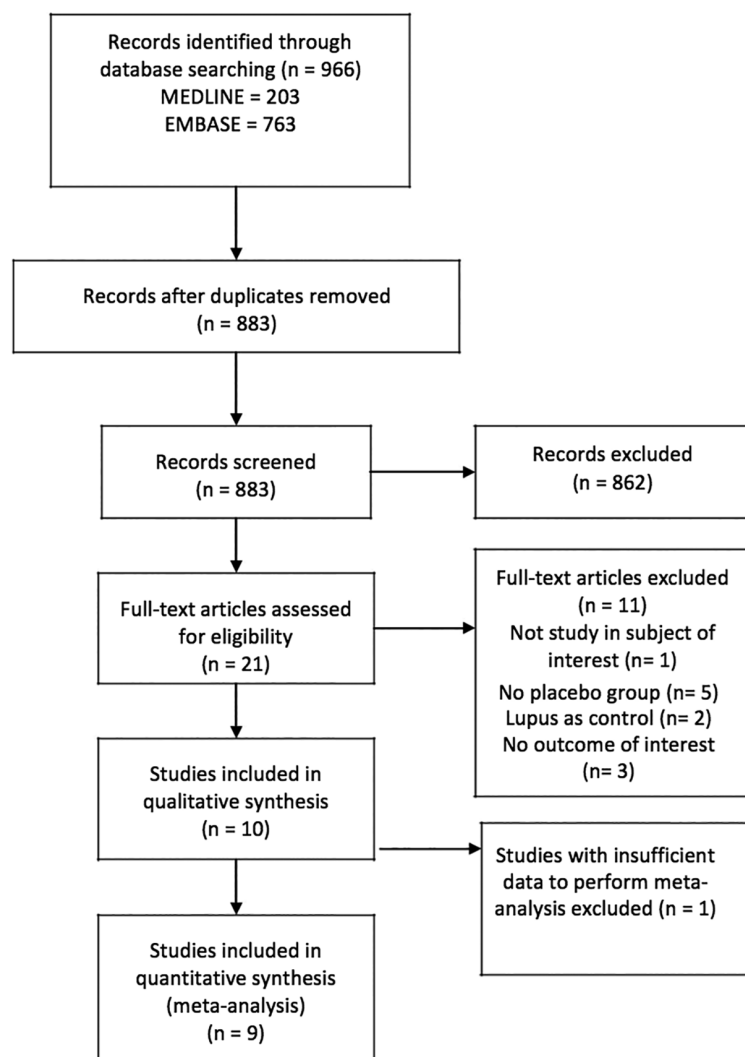 Records identified through
database searching (n = 966)
MEDLINE = 203
EMBASE = 763
Records after duplicates removed
(n = 883)
Records screened
(n = 883)
Records excluded
(n = 862)
Full-text articles assessed
for eligibility
(n = 21)
Full-text articles excluded
(n = 11)
Not study in subject of
interest (n= 1)
No placebo group (n= 5)
Lupus as control (n= 2)
No outcome of interest
(n= 3)
Studies included in
qualitative synthesis
(n = 10)
Studies with insufficient
data to perform meta-
analysis excluded (n = 1)
Studies included in
quantitative synthesis
(meta-analysis)
(n = 9)